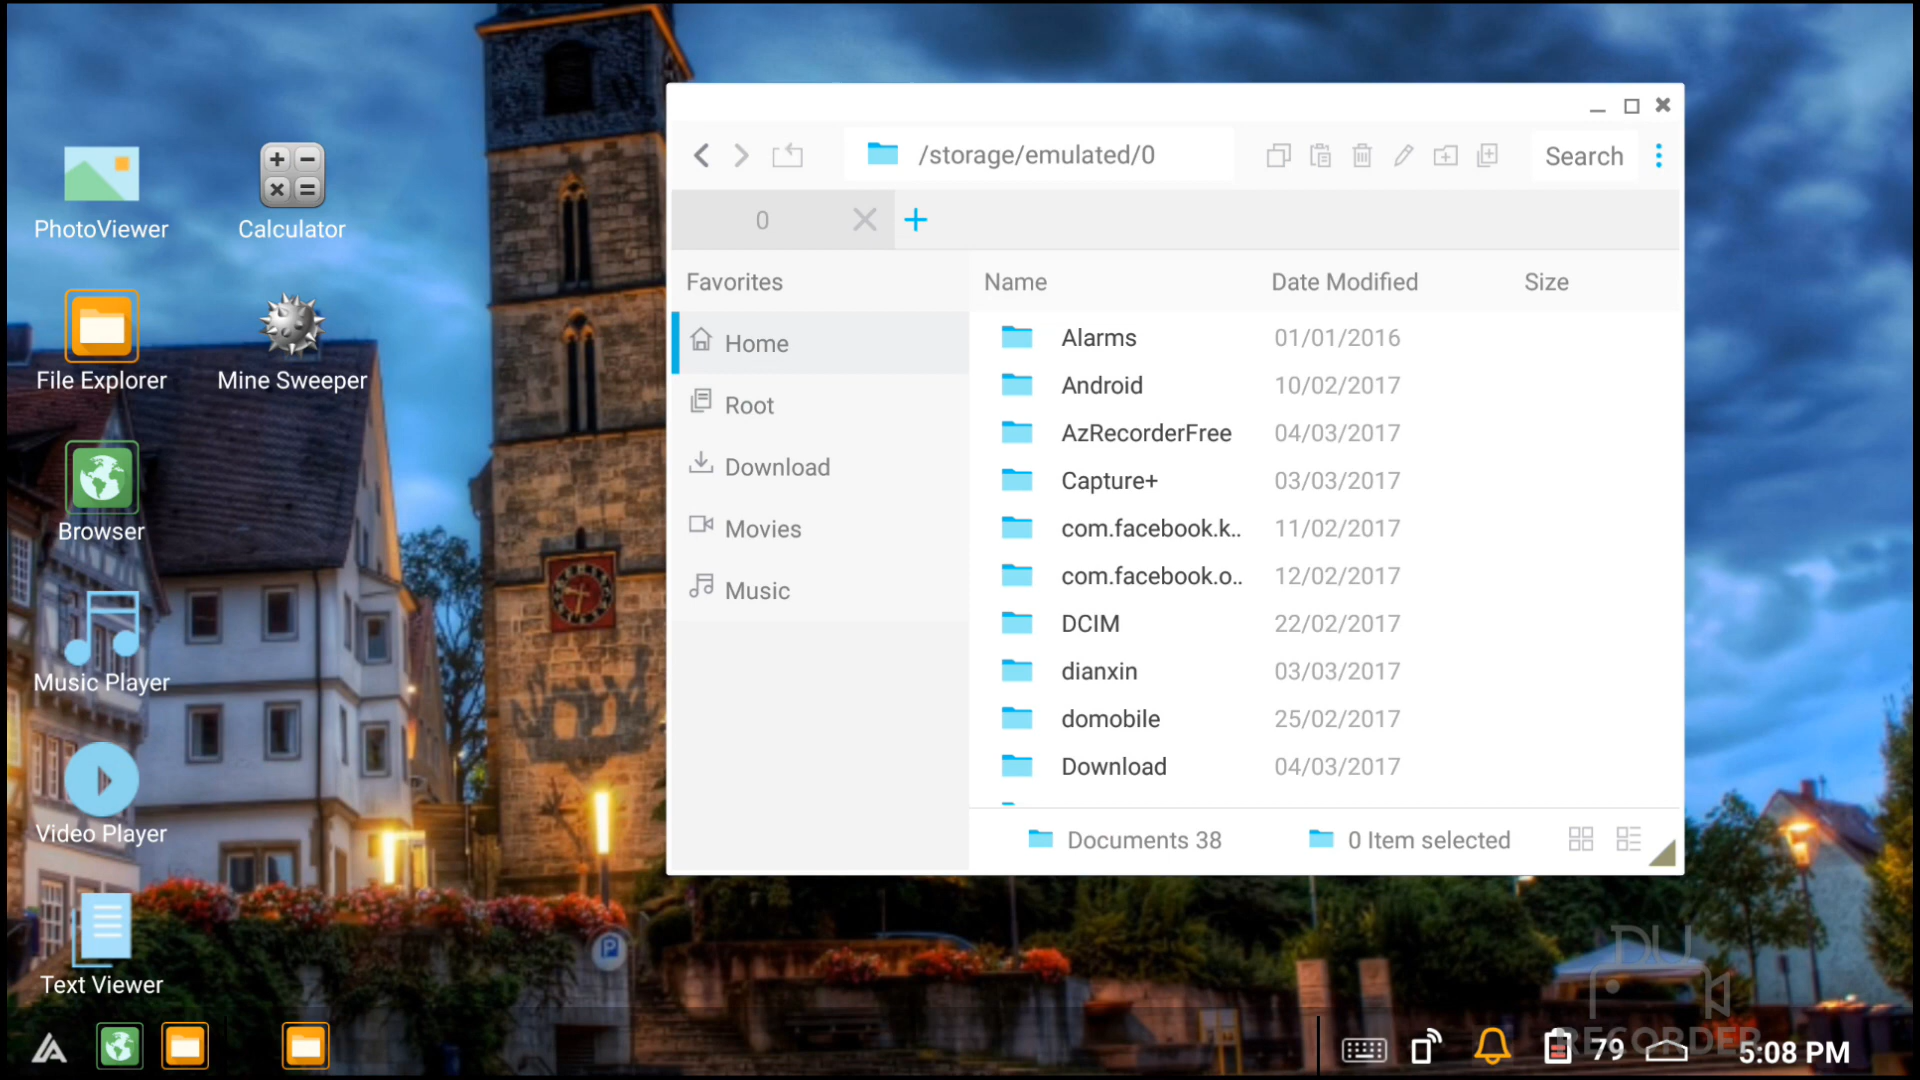 PhotoViewer
Calculator
File Explorer
Mine Sweeper
Browser
Music Player
Video Player
Text Viewer
/storage/emulated/0
Search
0
Favorites
Home
Root
Download
Movies
Music
Name Date Modified Size
Alarms 01/01/2016
Android 10/02/2017
AzRecorderFree 04/03/2017
Capture+ 03/03/2017
com.facebook.k.. 11/02/2017
com.facebook.o.. 12/02/2017
DCIM 22/02/2017
dianxin 03/03/2017
domobile 25/02/2017
Download 04/03/2017
Documents 38 0 Item selected
P
DU
RECORDER
79 5:08 PM